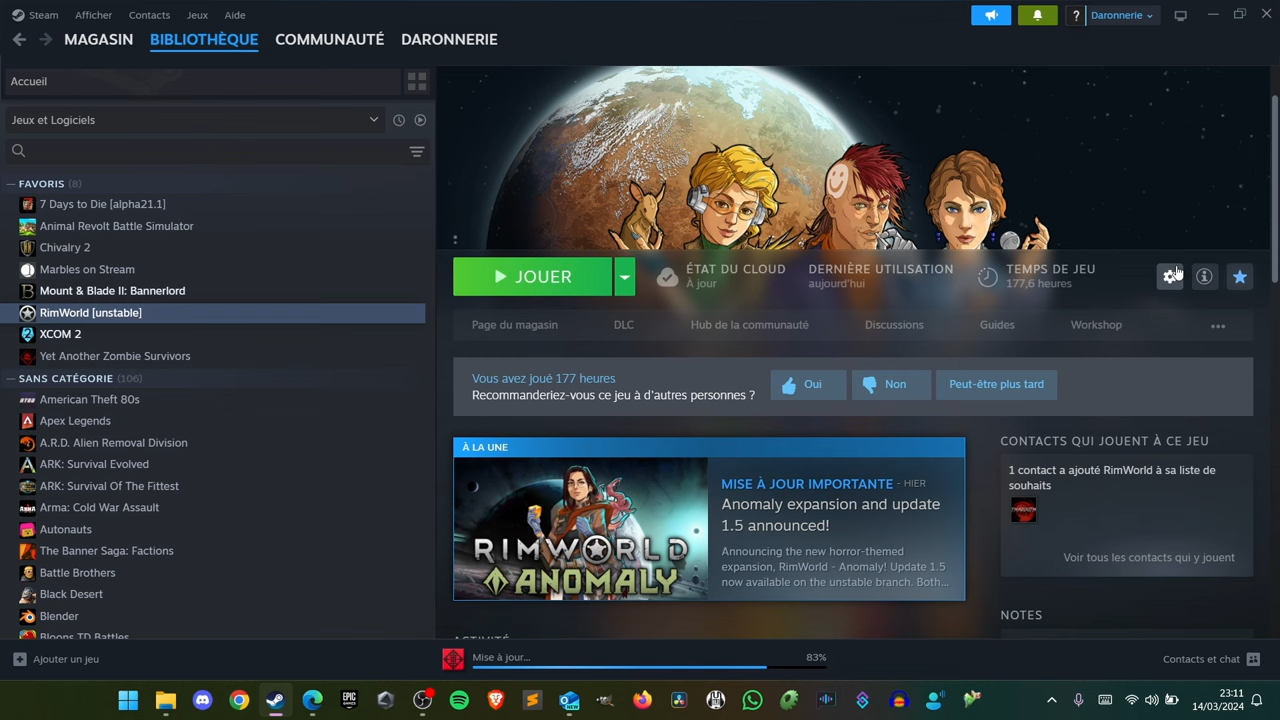 Steam Afficher Contacts Jeux Aide
? Daronnerie
MAGASIN BIBLIOTHÈQUE COMMUNAUTÉ DARONNERIE
Accueil
Jeux et Logiciels
— FAVORIS (8)
7 Days to Die [alpha21.1]
Animal Revolt Battle Simulator
Chivalry 2
Marbles on Stream
Mount & Blade II: Bannerlord
RimWorld [unstable]
XCOM 2
Yet Another Zombie Survivors
— SANS CATÉGORIE (106)
American Theft 80s
Apex Legends
A.R.D. Alien Removal Division
ARK: Survival Evolved
ARK: Survival Of The Fittest
Arma: Cold War Assault
Autonauts
The Banner Saga: Factions
Battle Brothers
Black Desert
Blender
Bloons TD Battles
Ajouter un jeu
JOUER
ÉTAT DU CLOUD
À jour
DERNIÈRE UTILISATION
aujourd'hui
TEMPS DE JEU
177,6 heures
Page du magasin DLC Hub de la communauté Discussions Guides Workshop •••
Vous avez joué 177 heures
Recommanderiez-vous ce jeu à d'autres personnes ?
Oui Non Peut-être plus tard
À LA UNE
RIMWORLD
ANOMALY
MISE À JOUR IMPORTANTE - HIER
Anomaly expansion and update
1.5 announced!
Announcing the new horror-themed
expansion, RimWorld - Anomaly! Update 1.5
now available on the unstable branch. Both...
CONTACTS QUI JOUENT À CE JEU
1 contact a ajouté RimWorld à sa liste de
souhaits
Voir tous les contacts qui y jouent
NOTES
ACTIVITÉ
Mise à jour... 83%
Contacts et chat
EPIC
GAMES
23:11
14/03/2024